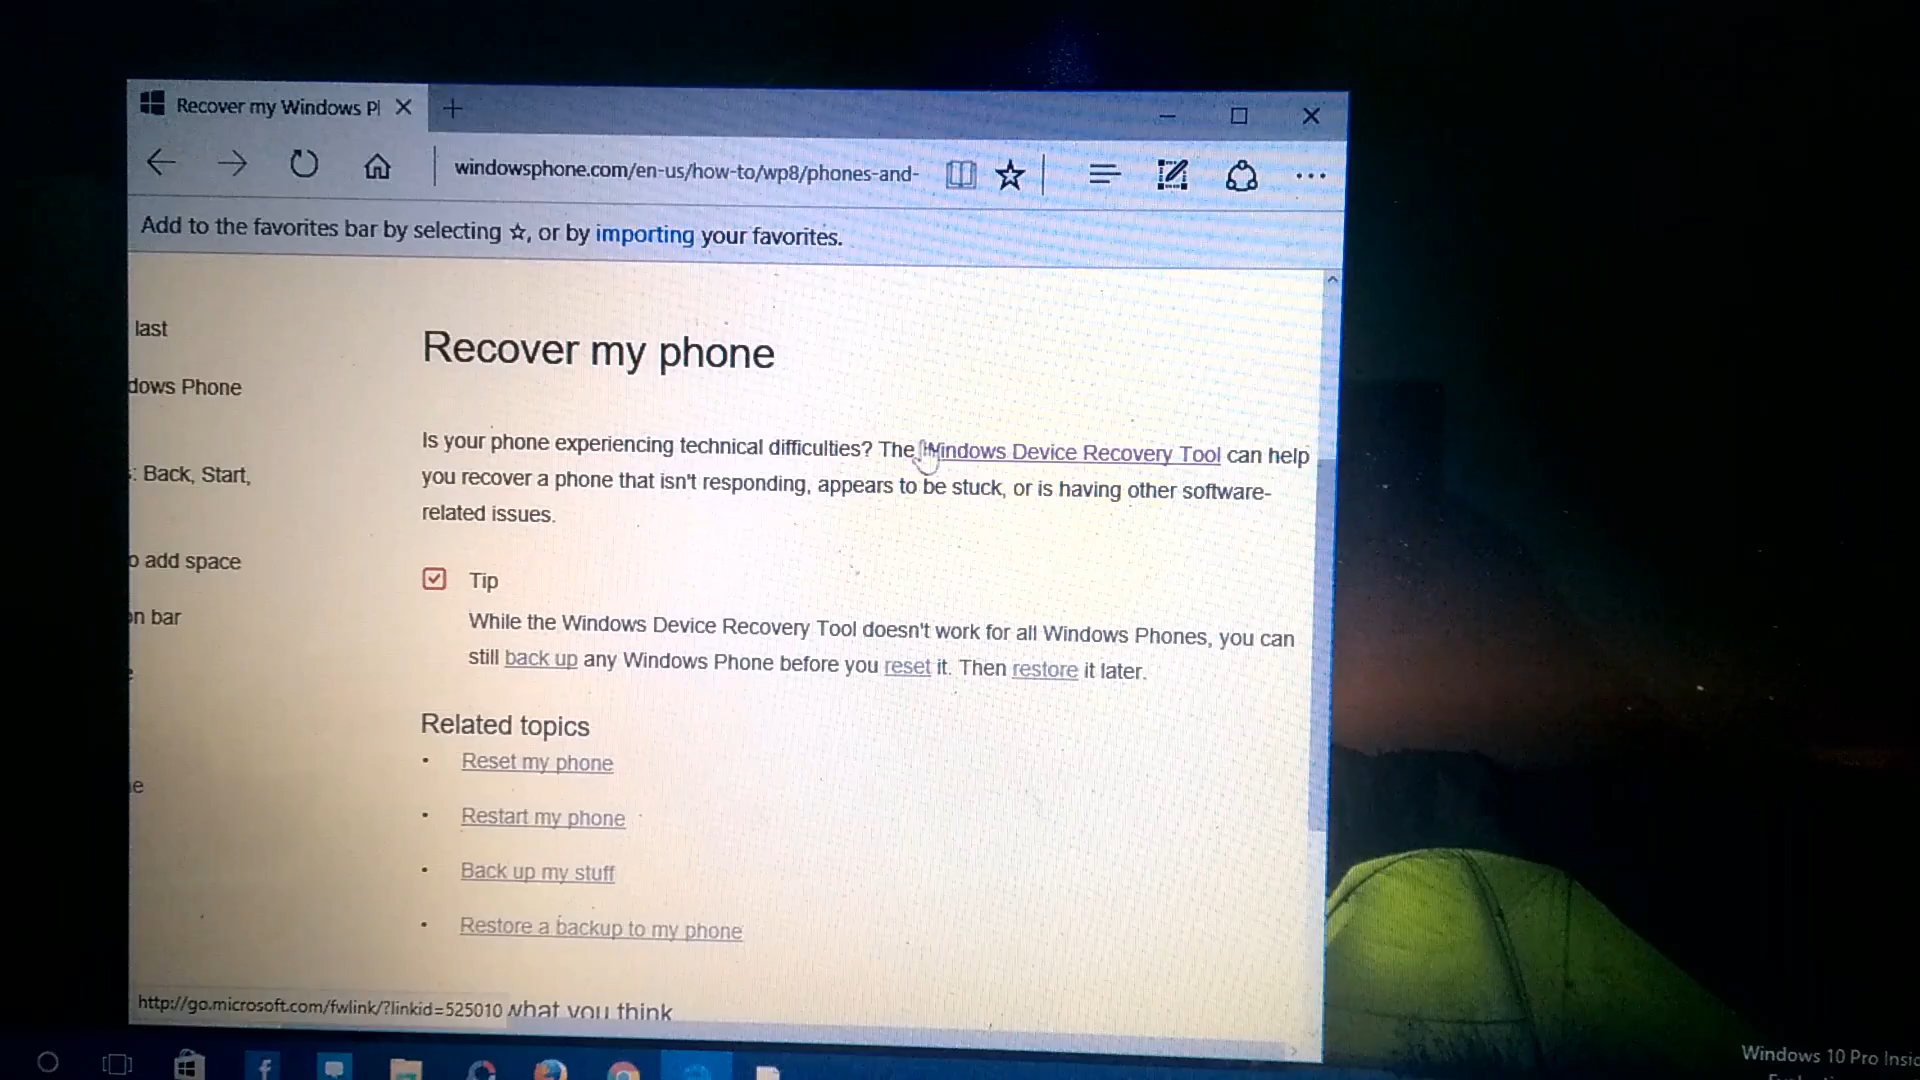 Recover my Windows Pl
windowsphone.com/en-us/how-to/wp8/phones-and-
Add to the favorites bar by selecting ☆, or by importing your favorites.
last
dows Phone
: Back, Start,
o add space
on bar
e
e
Recover my phone
Is your phone experiencing technical difficulties? The Windows Device Recovery Tool can help
you recover a phone that isn't responding, appears to be stuck, or is having other software-
related issues.
Tip
While the Windows Device Recovery Tool doesn't work for all Windows Phones, you can
still back up any Windows Phone before you reset it. Then restore it later.
Related topics
• Reset my phone
• Restart my phone
• Back up my stuff
• Restore a backup to my phone
http://go.microsoft.com/fwlink/?linkid=525010 what you think
Windows 10 Pro Insid